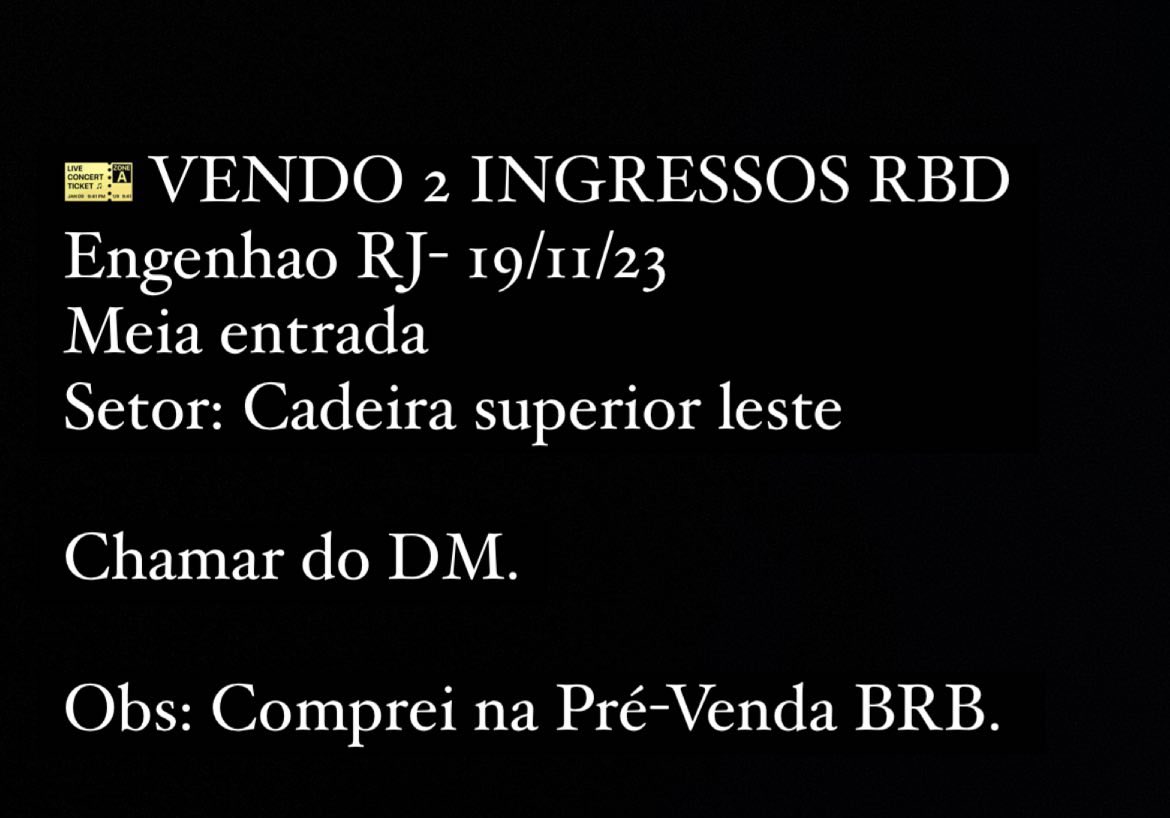 🎫 VENDO 2 INGRESSOS RBD
Engenhao RJ- 19/11/23
Meia entrada
Setor: Cadeira superior leste
Chamar do DM.
Obs: Comprei na Pré-Venda BRB.